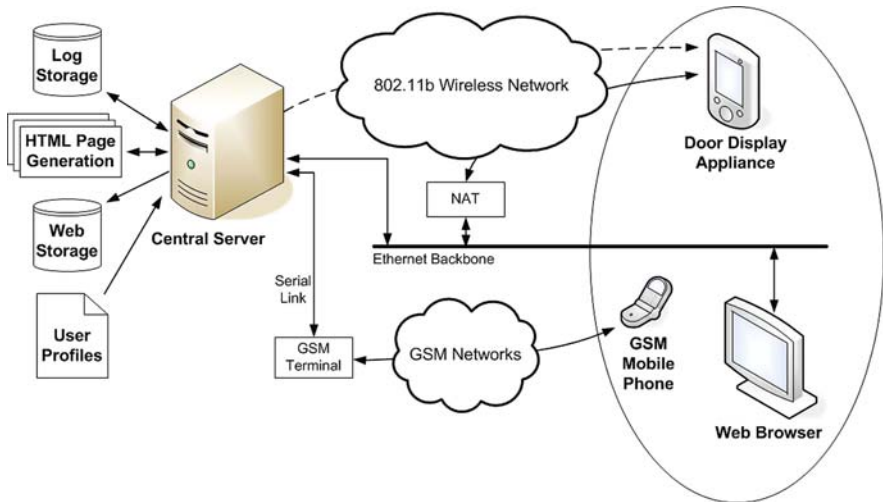 Log
Storage
HTML Page
Generation
Web
Storage
User
Profiles
Central Server
802.11b Wireless Network
Door Display
Appliance
NAT
Ethernet Backbone
Serial
Link
GSM
Terminal
GSM Networks
GSM
Mobile
Phone
Web Browser